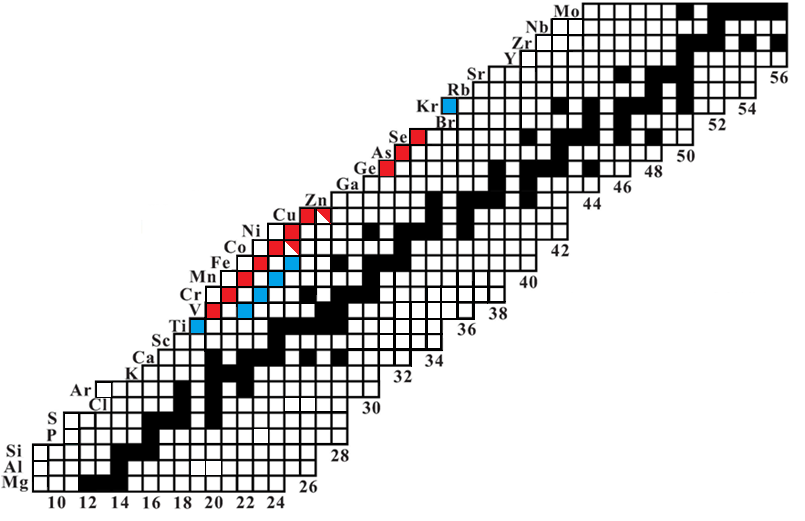 Mo
Nb
Zr
Y
56
Sr
Rb
54
Kr
Br
52
Se
50
As
48
Ge
46
Ga
44
Zn
Cu
Ni
42
Co
Fe
40
Mn
Cr
38
V
36
Ti
Sc
34
Ca
K
32
Ar
Cl
30
S
P
Si
28
Al
Mg
26
10 12 14 16 18 20 22 24